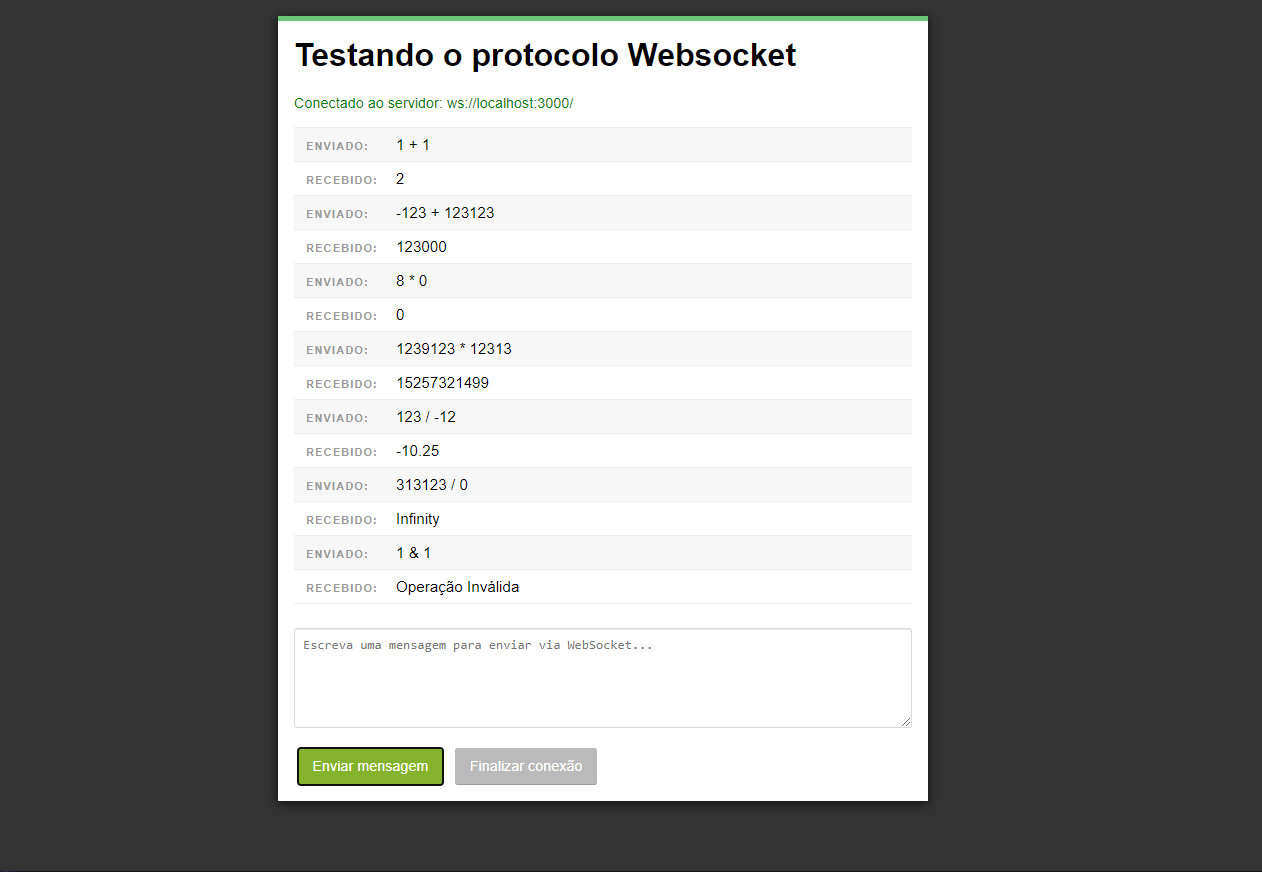 Testando o protocolo Websocket
Conectado ao servidor: ws://localhost:3000/
ENVIADO: 1 + 1
RECEBIDO: 2
ENVIADO: -123 + 123123
RECEBIDO: 123000
ENVIADO: 8 * 0
RECEBIDO: 0
ENVIADO: 1239123 * 12313
RECEBIDO: 15257321499
ENVIADO: 123 / -12
RECEBIDO: -10.25
ENVIADO: 313123 / 0
RECEBIDO: Infinity
ENVIADO: 1 & 1
RECEBIDO: Operação Inválida
Escreva uma mensagem para enviar via WebSocket...
Enviar mensagem Finalizar conexão